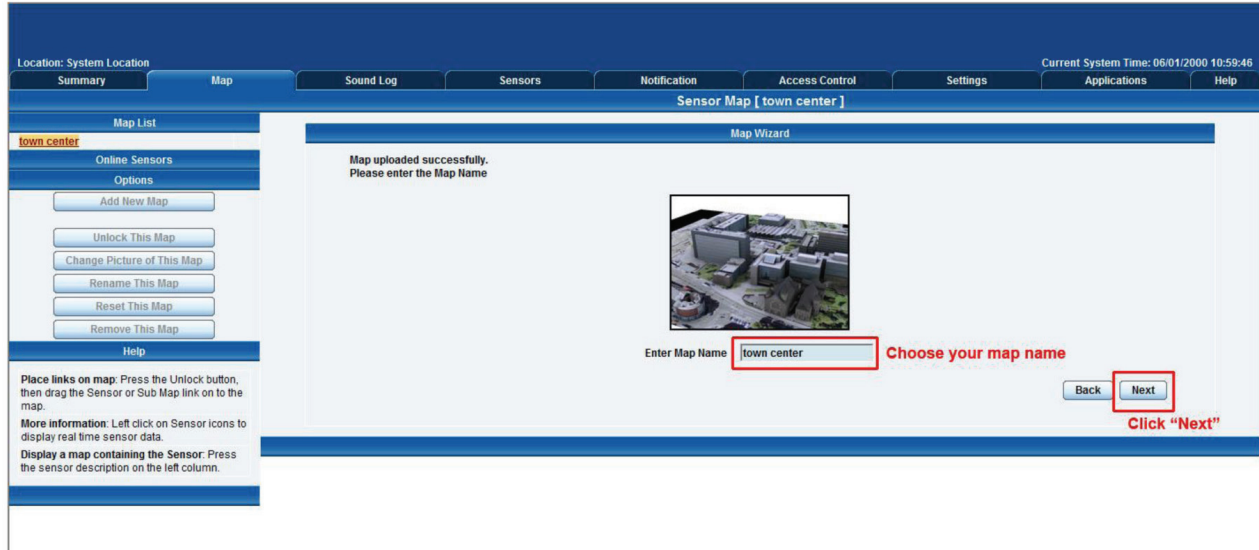 Location: System Location
Current System Time: 06/01/2000 10:59:46
Summary Map Sound Log Sensors Notification Access Control Settings Applications Help
Sensor Map [ town center ]
Map List
town center
Online Sensors
Options
Add New Map
Unlock This Map
Change Picture of This Map
Rename This Map
Reset This Map
Remove This Map
Help
Place links on map: Press the Unlock button,
then drag the Sensor or Sub Map link on to the
map.
More information: Left click on Sensor icons to
display real time sensor data.
Display a map containing the Sensor: Press
the sensor description on the left column.
Map Wizard
Map uploaded successfully.
Please enter the Map Name
Enter Map Name town center Choose your map name
Back Next
Click “Next”